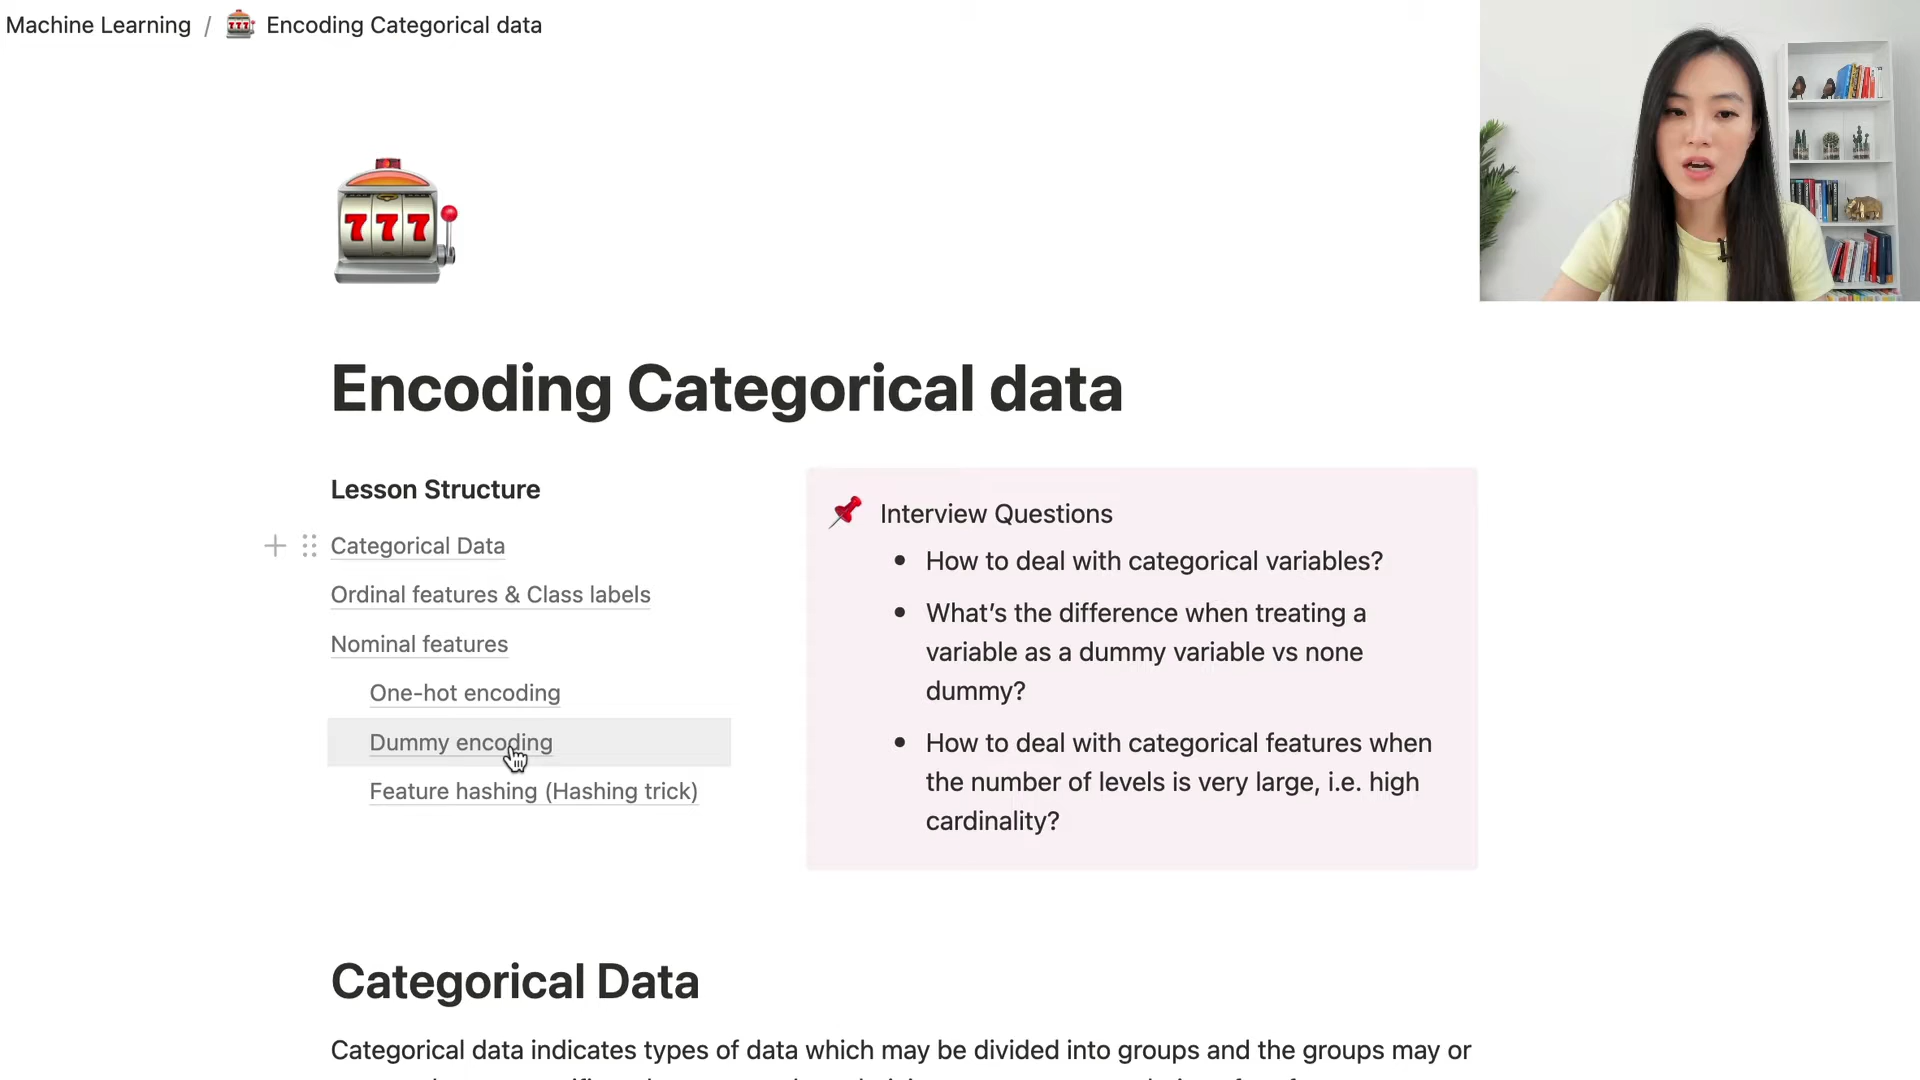 Machine Learning / Encoding Categorical data
777
Encoding Categorical data
Lesson Structure
Categorical Data
Ordinal features & Class labels
Nominal features
One-hot encoding
Dummy encoding
Feature hashing (Hashing trick)
Interview Questions
• How to deal with categorical variables?
• What’s the difference when treating a
variable as a dummy variable vs none
dummy?
• How to deal with categorical features when
the number of levels is very large, i.e. high
cardinality?
Categorical Data
Categorical data indicates types of data which may be divided into groups and the groups may or